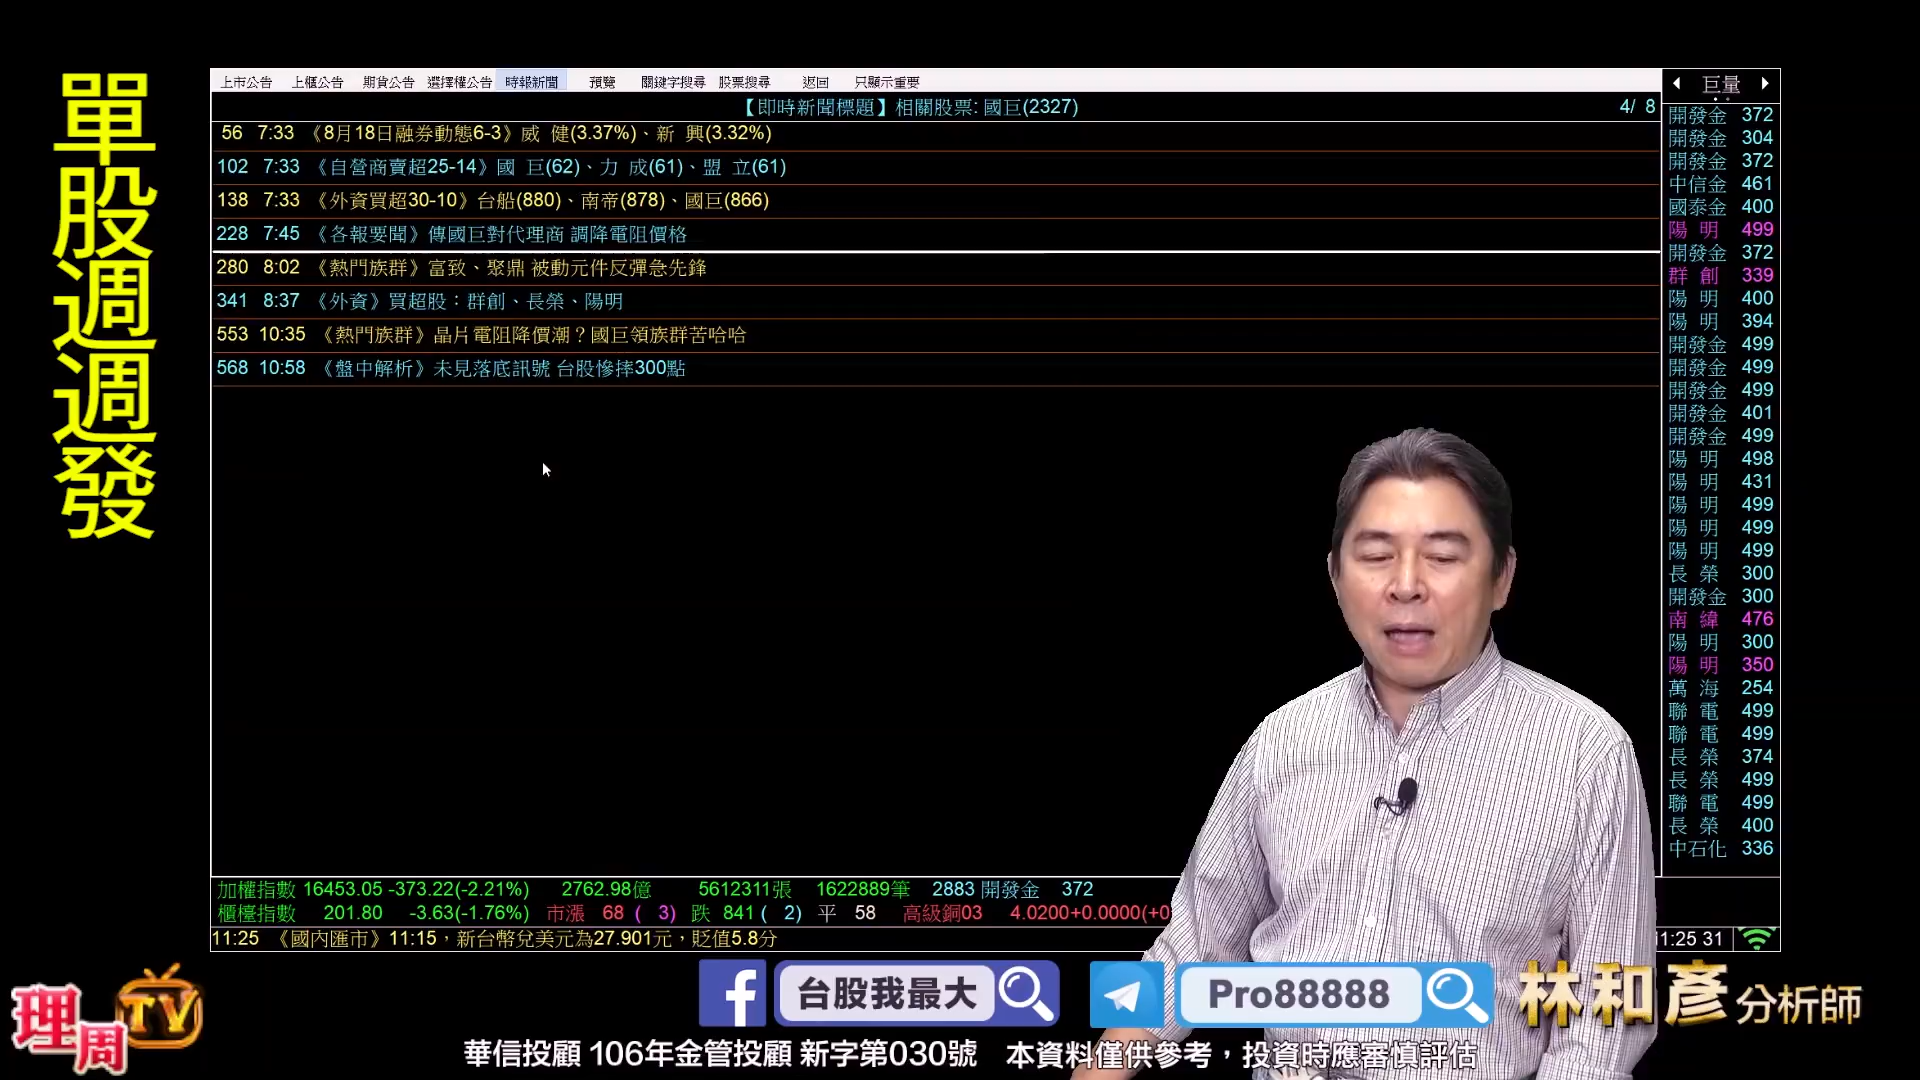 單股週週發
上市公告 上櫃公告 期貨公告 選擇權公告 時報新聞 預覽 關鍵字搜尋 股票搜尋 返回 只顯示重要
【即時新聞標題】相關股票: 國巨(2327) 4/ 8
56 7:33 《8月18日融券動態6-3》威 健(3.37%)、新 興(3.32%)
102 7:33 《自營商賣超25-14》國 巨(62)、力 成(61)、盟 立(61)
138 7:33 《外資買超30-10》台船(880)、南帝(878)、國巨(866)
228 7:45 《各報要聞》傳國巨對代理商 調降電阻價格
280 8:02 《熱門族群》富致、聚鼎 被動元件反彈急先鋒
341 8:37 《外資》買超股：群創、長榮、陽明
553 10:35 《熱門族群》晶片電阻降價潮？國巨領族群苦哈哈
568 10:58 《盤中解析》未見落底訊號 台股慘摔300點
巨量
開發金 372
開發金 304
開發金 372
中信金 461
國泰金 400
陽 明 499
開發金 372
群 創 339
陽 明 400
陽 明 394
開發金 499
開發金 499
開發金 499
開發金 401
開發金 499
陽 明 498
陽 明 431
陽 明 499
陽 明 499
陽 明 499
長 榮 300
開發金 300
南 緯 476
陽 明 300
陽 明 350
萬 海 254
聯 電 499
聯 電 499
長 榮 374
長 榮 499
聯 電 499
長 榮 400
中石化 336
加權指數 16453.05 -373.22(-2.21%) 2762.98億 5612311張 1622889筆 2883 開發金 372
櫃檯指數 201.80 -3.63(-1.76%) 市漲 68 ( 3) 跌 841 ( 2) 平 58 高級銅03 4.0200+0.0000(+0
11:25 《國內匯市》11:15，新台幣兌美元為27.901元，貶值5.8分 11:25 31
理周TV
f 台股我最大 Pro88888 林和彥 分析師
華信投顧 106年金管投顧 新字第030號 本資料僅供參考，投資時應審慎評估